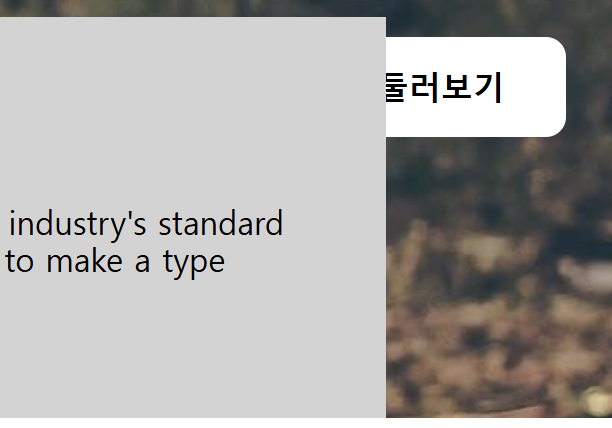 둘러보기
industry's standard
to make a type